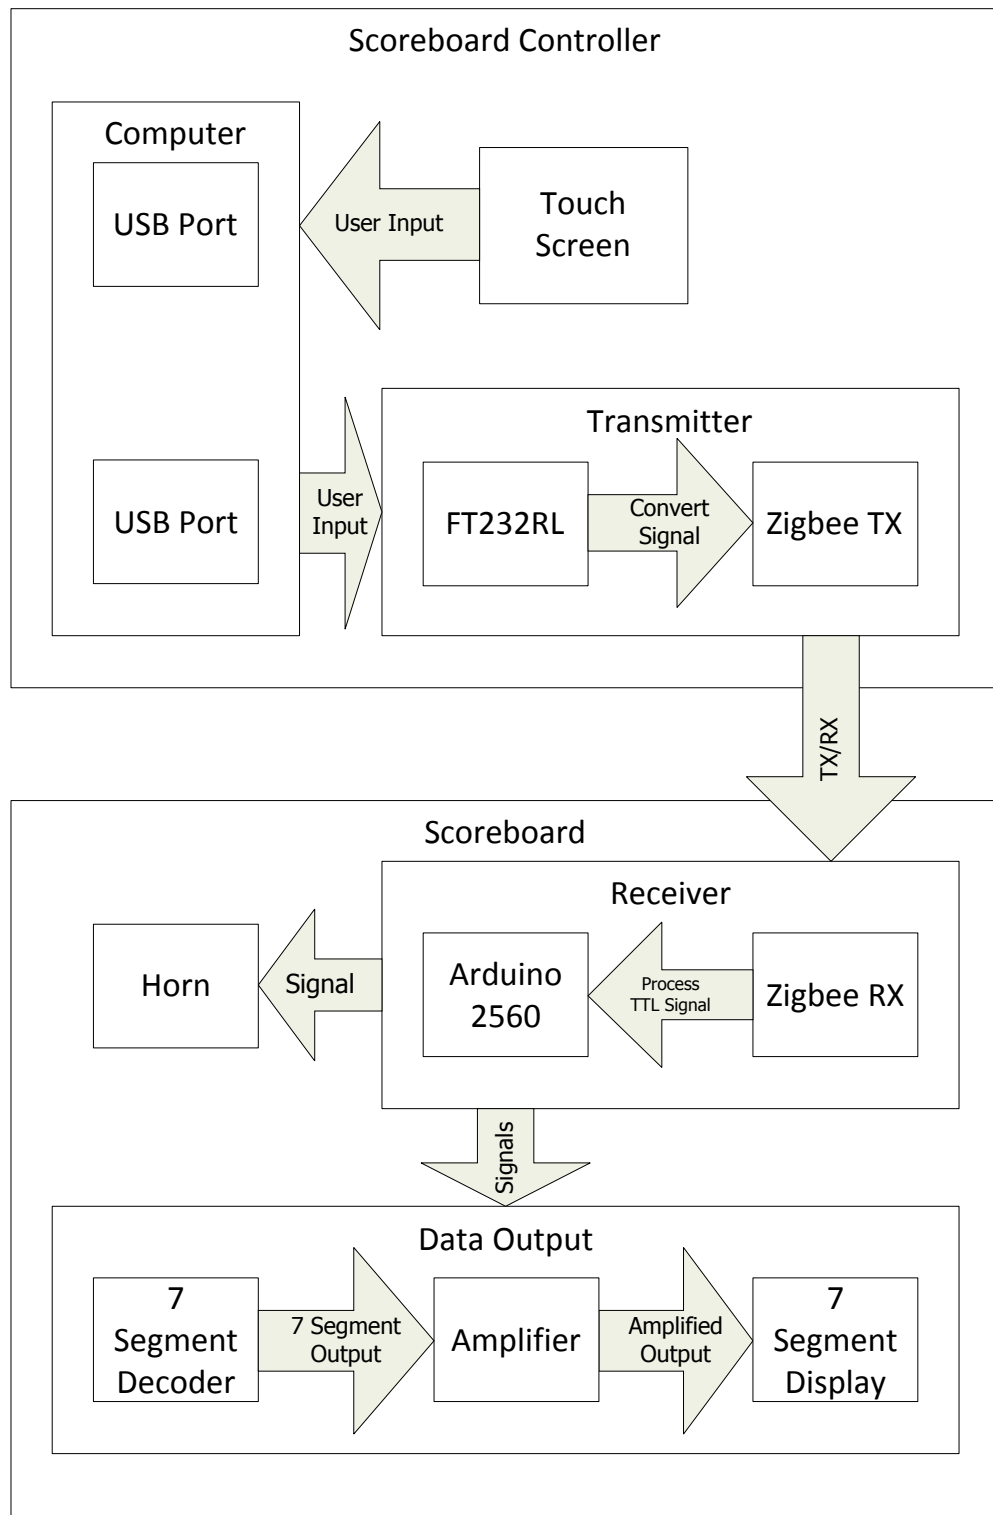 Scoreboard Controller
Computer
USB Port
User Input
Touch
Screen
USB Port
User
Input
Transmitter
FT232RL
Convert
Signal
Zigbee TX
TX/RX
Scoreboard
Receiver
Horn
Signal
Arduino
2560
Process
TTL Signal
Zigbee RX
Signals
Data Output
7
Segment
Decoder
7 Segment
Output
Amplifier
Amplified
Output
7
Segment
Display